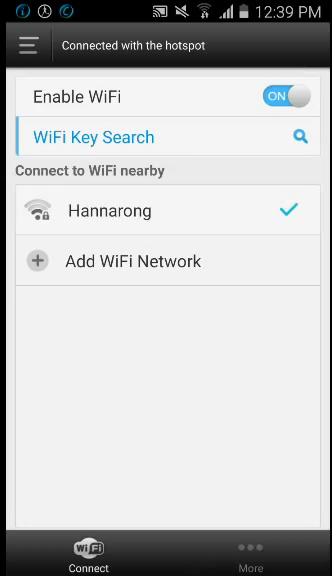 12:39 PM
Connected with the hotspot
Enable WiFi
ON
WiFi Key Search
Connect to WiFi nearby
Hannarong
Add WiFi Network
WiFi
Connect
More